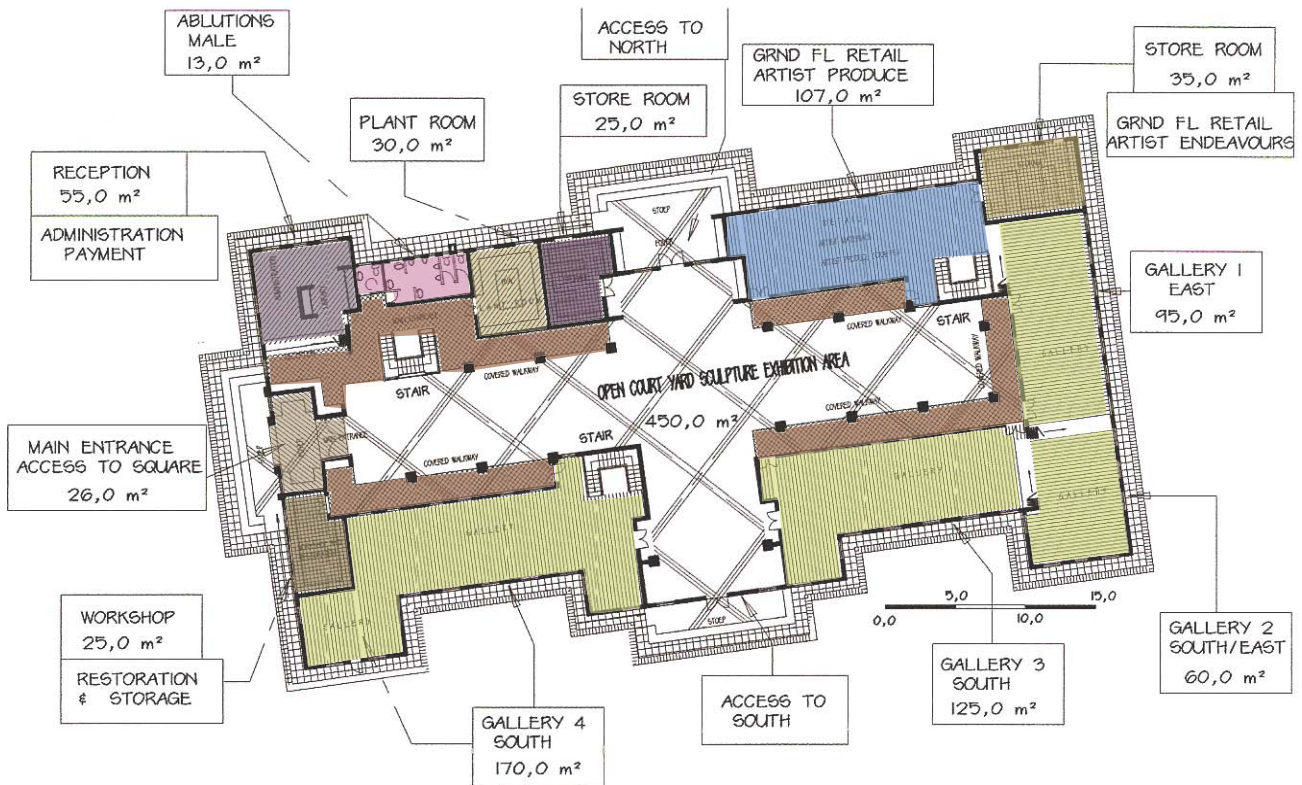 ABLUTIONS
MALE
13,0 m²
ACCESS TO
NORTH
GRND FL RETAIL
ARTIST PRODUCE
107,0 m²
STORE ROOM
35,0 m²
GRND FL RETAIL
ARTIST ENDEAVOURS
PLANT ROOM
30,0 m²
STORE ROOM
25,0 m²
RECEPTION
55,0 m²
ADMINISTRATION
PAYMENT
STOEP
RETAIL
GALLERY 1
EAST
95,0 m²
STAIR
COVERED WALKWAY
COVERED WALKWAY
COVERED WALKWAY
GALLERY
OPEN COURT YARD SCULPTURE EXHIBITION AREA
450,0 m²
STAIR
STAIR
COVERED WALKWAY
COVERED WALKWAY
MAIN ENTRANCE
ACCESS TO SQUARE
26,0 m²
GALLERY
GALLERY
GALLERY
GALLERY
STOEP
5,0
15,0
0,0
10,0
WORKSHOP
25,0 m²
RESTORATION
& STORAGE
GALLERY 4
SOUTH
170,0 m²
ACCESS TO
SOUTH
GALLERY 3
SOUTH
125,0 m²
GALLERY 2
SOUTH/EAST
60,0 m²